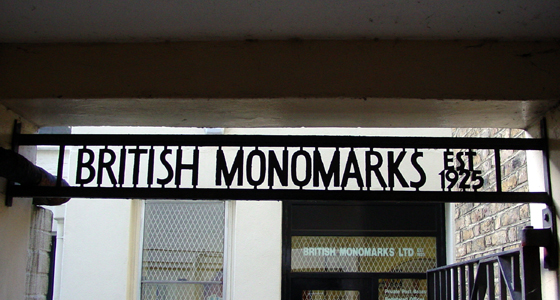 BRITISH MONOMARKS EST 1925
BRITISH MONOMARKS LTD